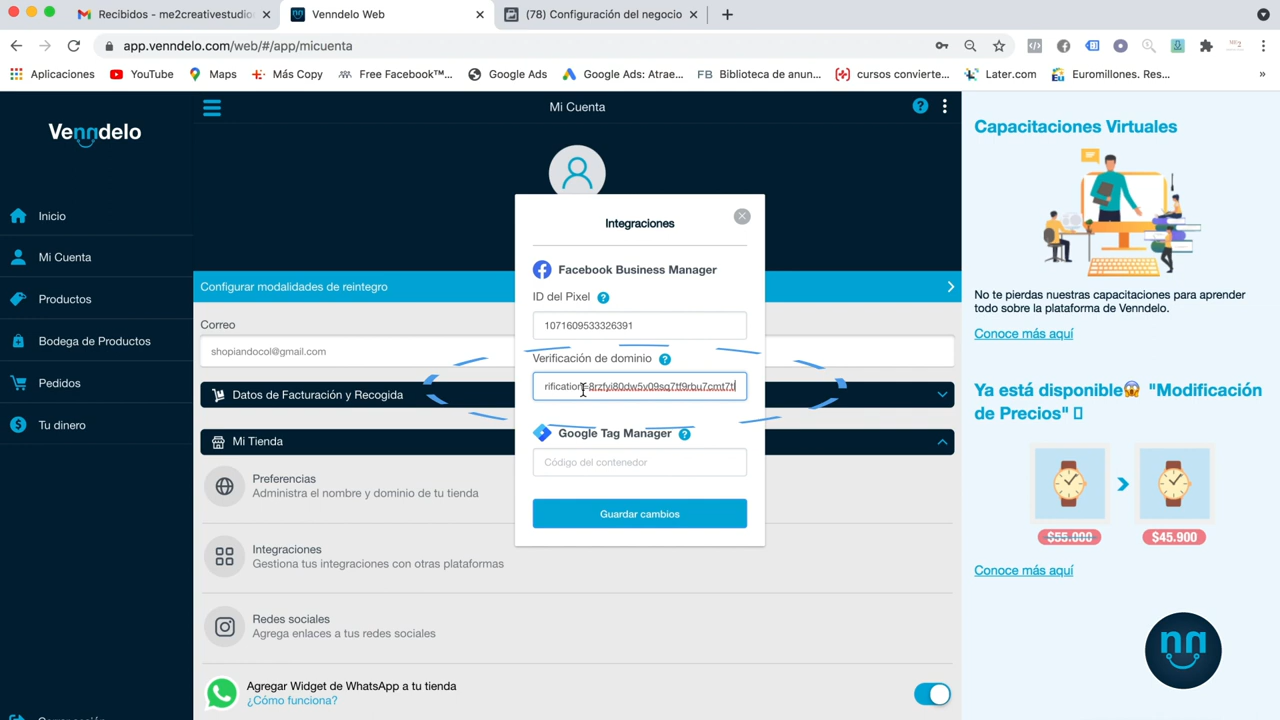 Recibidos - me2creativestudio
Venndelo Web
(78) Configuración del negocio
app.venndelo.com/web/#/app/micuenta
Aplicaciones
YouTube
Maps
Más Copy
Free Facebook™...
Google Ads
Google Ads: Atrae...
FB Biblioteca de anun...
cursos convierte...
Later.com
Euromillones. Res...
»
Venndelo
Inicio
Mi Cuenta
Productos
Bodega de Productos
Pedidos
Tu dinero
Mi Cuenta
Configurar modalidades de reintegro
Correo
shopiandocol@gmail.com
Datos de Facturación y Recogida
Mi Tienda
Preferencias
Administra el nombre y dominio de tu tienda
Integraciones
Gestiona tus integraciones con otras plataformas
Redes sociales
Agrega enlaces a tus redes sociales
Agregar Widget de WhatsApp a tu tienda
¿Cómo funciona?
Integraciones
Facebook Business Manager
ID del Pixel
1071609533326391
Verificación de dominio
Google Tag Manager
Código del contenedor
Guardar cambios
Capacitaciones Virtuales
No te pierdas nuestras capacitaciones para aprender
todo sobre la plataforma de Venndelo.
Conoce más aquí
Ya está disponible😱 "Modificación
de Precios"
$55.000
$45.900
Conoce más aquí